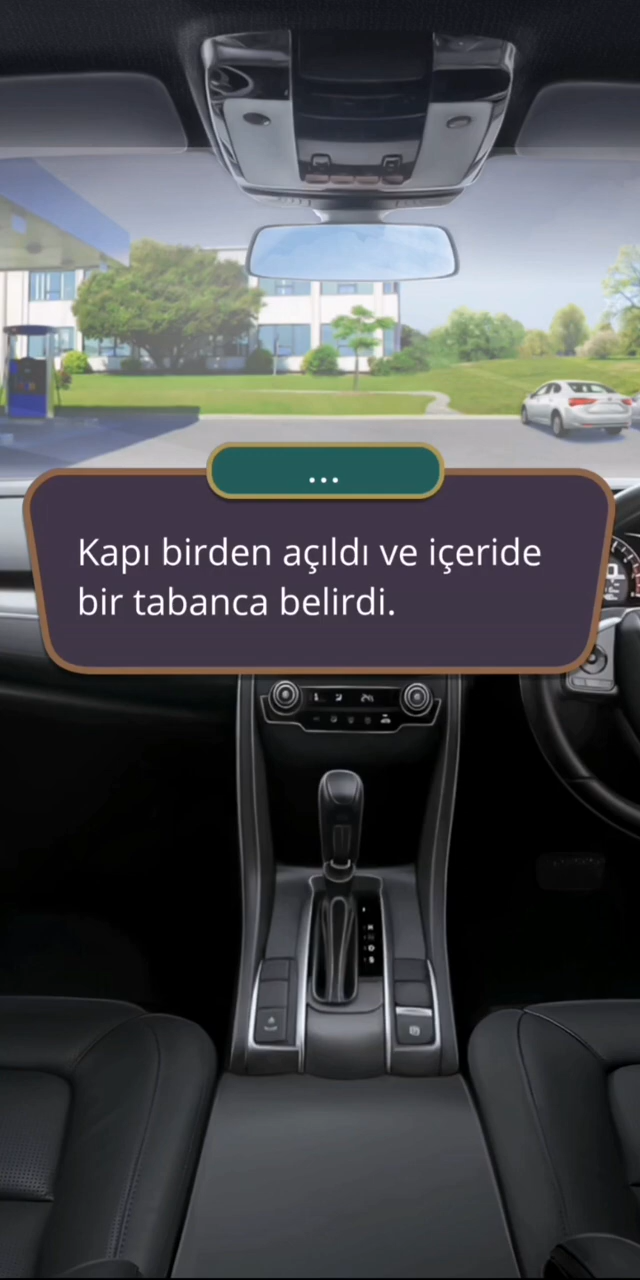 ...
Kapı birden açıldı ve içeride
bir tabanca belirdi.